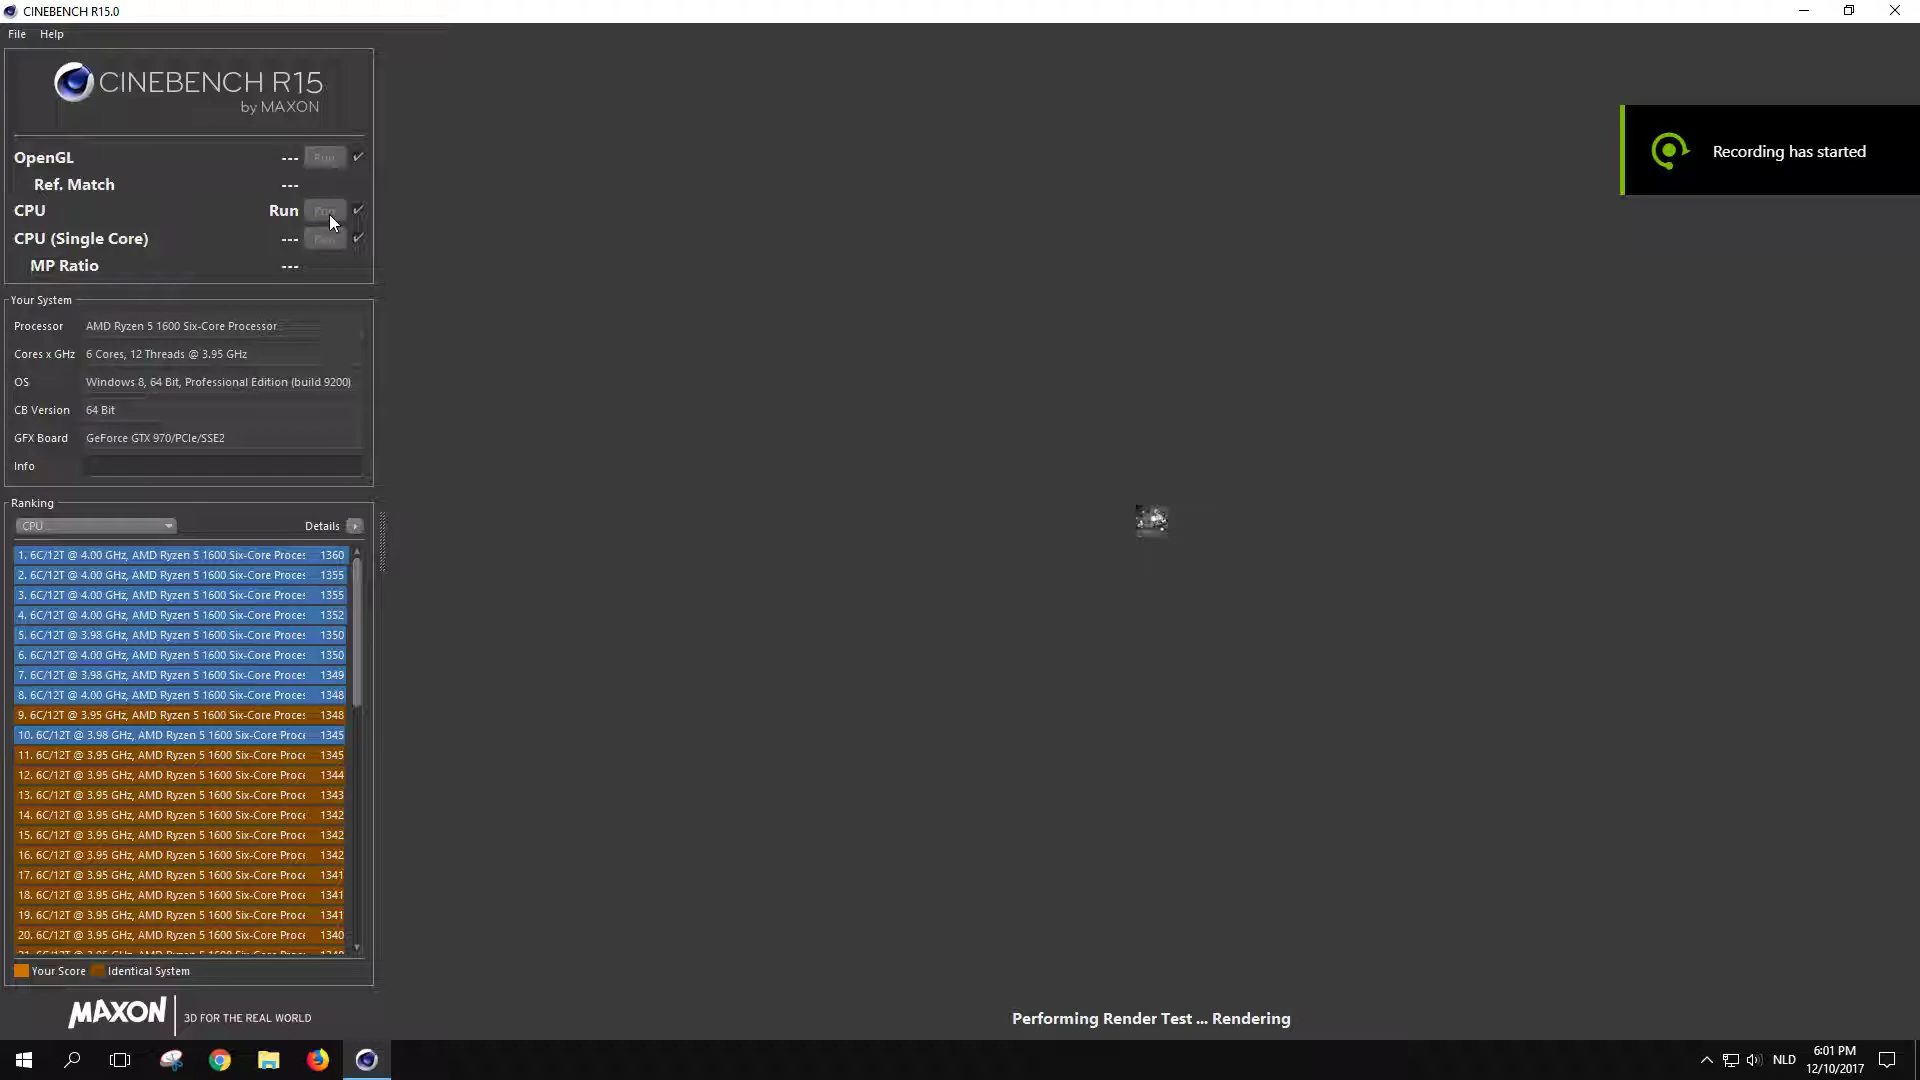 CINEBENCH R15.0
File Help
CINEBENCH R15
by MAXON
OpenGL --- Run
Ref. Match ---
CPU Run Run
CPU (Single Core) --- Run
MP Ratio ---
Your System
Processor AMD Ryzen 5 1600 Six-Core Processor
Cores x GHz 6 Cores, 12 Threads @ 3.95 GHz
OS Windows 8, 64 Bit, Professional Edition (build 9200)
CB Version 64 Bit
GFX Board GeForce GTX 970/PCIe/SSE2
Info
Ranking
CPU Details
1. 6C/12T @ 4.00 GHz, AMD Ryzen 5 1600 Six-Core Proces 1360
2. 6C/12T @ 4.00 GHz, AMD Ryzen 5 1600 Six-Core Proces 1355
3. 6C/12T @ 4.00 GHz, AMD Ryzen 5 1600 Six-Core Proces 1355
4. 6C/12T @ 4.00 GHz, AMD Ryzen 5 1600 Six-Core Proces 1352
5. 6C/12T @ 3.98 GHz, AMD Ryzen 5 1600 Six-Core Proces 1350
6. 6C/12T @ 4.00 GHz, AMD Ryzen 5 1600 Six-Core Proces 1350
7. 6C/12T @ 3.98 GHz, AMD Ryzen 5 1600 Six-Core Proces 1349
8. 6C/12T @ 4.00 GHz, AMD Ryzen 5 1600 Six-Core Proces 1348
9. 6C/12T @ 3.95 GHz, AMD Ryzen 5 1600 Six-Core Proces 1348
10. 6C/12T @ 3.98 GHz, AMD Ryzen 5 1600 Six-Core Proce 1345
11. 6C/12T @ 3.95 GHz, AMD Ryzen 5 1600 Six-Core Proce 1345
12. 6C/12T @ 3.95 GHz, AMD Ryzen 5 1600 Six-Core Proce 1344
13. 6C/12T @ 3.95 GHz, AMD Ryzen 5 1600 Six-Core Proce 1343
14. 6C/12T @ 3.95 GHz, AMD Ryzen 5 1600 Six-Core Proce 1342
15. 6C/12T @ 3.95 GHz, AMD Ryzen 5 1600 Six-Core Proce 1342
16. 6C/12T @ 3.95 GHz, AMD Ryzen 5 1600 Six-Core Proce 1342
17. 6C/12T @ 3.95 GHz, AMD Ryzen 5 1600 Six-Core Proce 1341
18. 6C/12T @ 3.95 GHz, AMD Ryzen 5 1600 Six-Core Proce 1341
19. 6C/12T @ 3.95 GHz, AMD Ryzen 5 1600 Six-Core Proce 1341
20. 6C/12T @ 3.95 GHz, AMD Ryzen 5 1600 Six-Core Proce 1340
Your Score Identical System
MAXON 3D FOR THE REAL WORLD
Recording has started
Performing Render Test ... Rendering
NLD
6:01 PM
12/10/2017